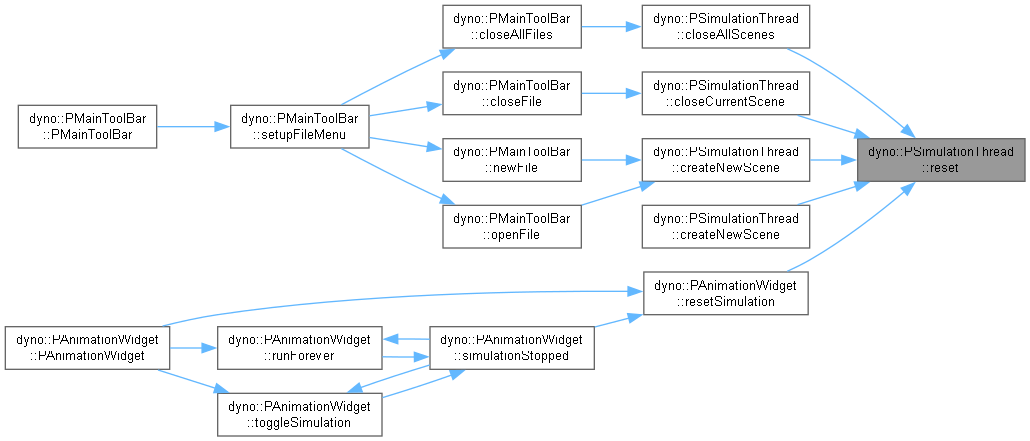 dyno::PMainToolBar
::closeAllFiles
dyno::PSimulationThread
::closeAllScenes
dyno::PMainToolBar
::closeFile
dyno::PSimulationThread
::closeCurrentScene
dyno::PMainToolBar
::PMainToolBar
dyno::PMainToolBar
::setupFileMenu
dyno::PMainToolBar
::newFile
dyno::PSimulationThread
::createNewScene
dyno::PSimulationThread
::reset
dyno::PMainToolBar
::openFile
dyno::PSimulationThread
::createNewScene
dyno::PAnimationWidget
::resetSimulation
dyno::PAnimationWidget
::PAnimationWidget
dyno::PAnimationWidget
::runForever
dyno::PAnimationWidget
::simulationStopped
dyno::PAnimationWidget
::toggleSimulation